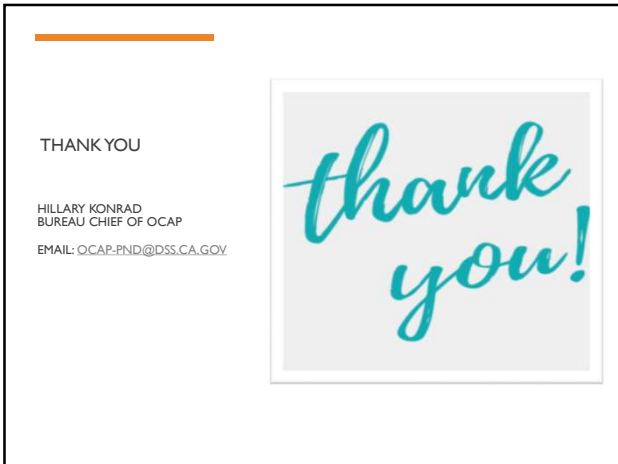 THANK YOU
HILLARY KONRAD
BUREAU CHIEF OF OCAP
EMAIL: OCAP-PND@DSS.CA.GOV
thank
you!